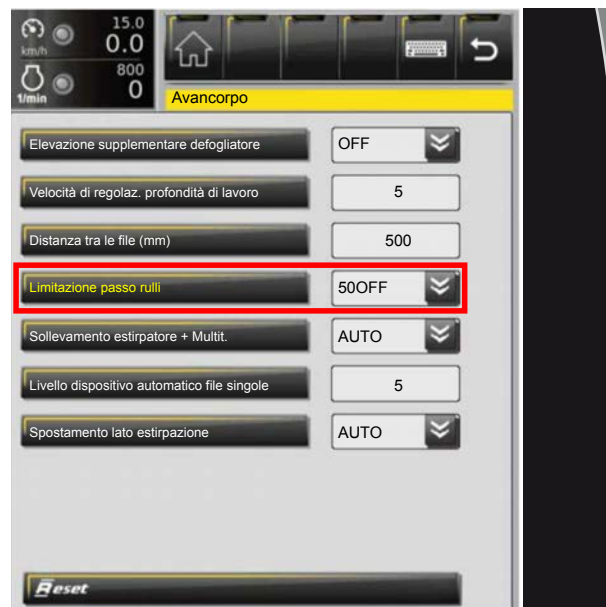 15.0
km/h 0.0
800
1/min 0
Avancorpo
Elevazione supplementare defogliatore OFF
Velocità di regolaz. profondità di lavoro 5
Distanza tra le file (mm) 500
Limitazione passo rulli 50OFF
Sollevamento estirpatore + Multit. AUTO
Livello dispositivo automatico file singole 5
Spostamento lato estirpazione AUTO
Reset